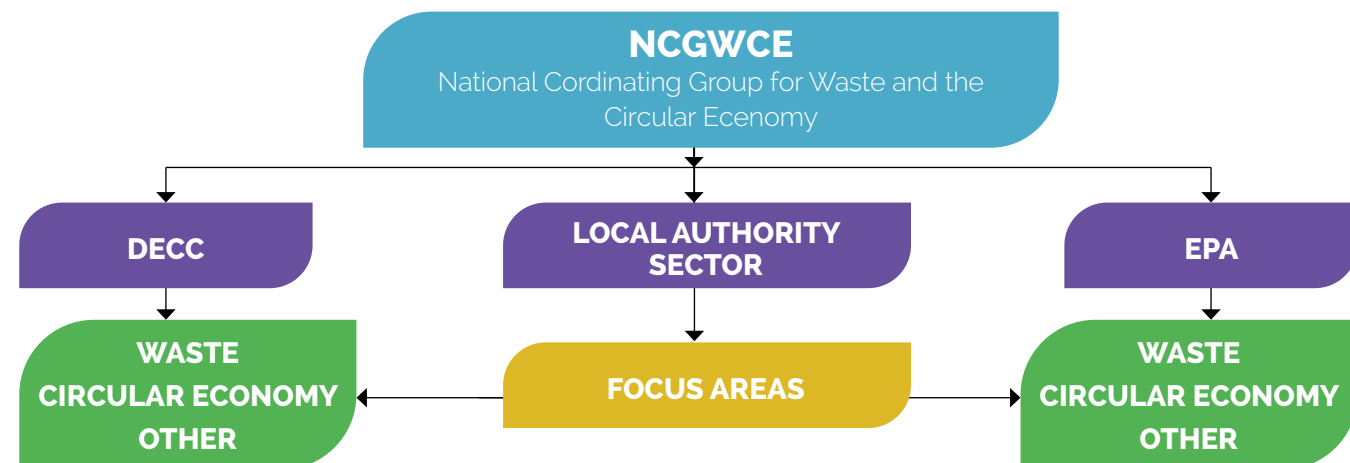 NCGWCE
National Cordinating Group for Waste and the
Circular Ecenomy
DECC
LOCAL AUTHORITY
SECTOR
EPA
WASTE
CIRCULAR ECONOMY
OTHER
FOCUS AREAS
WASTE
CIRCULAR ECONOMY
OTHER